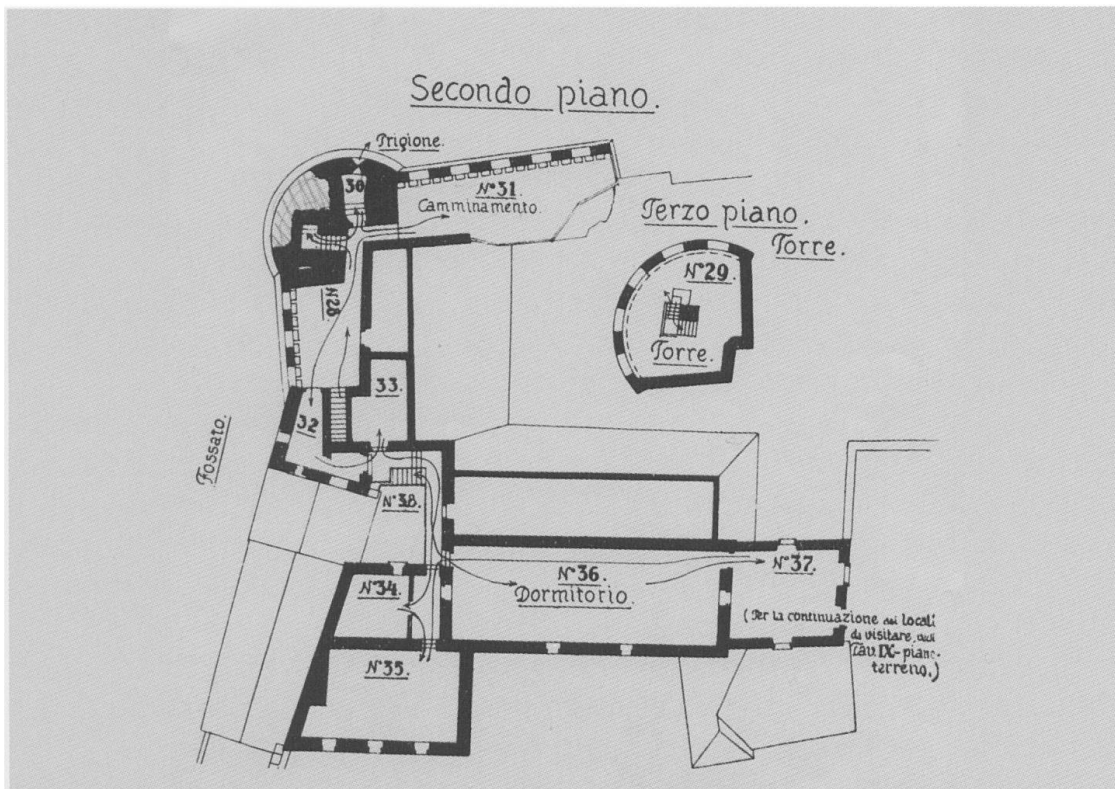 Secondo piano.
Prigione.
30
N°31.
Camminamento.
Terzo piano.
Torre.
N°29.
Torre.
N°28
33.
32
Fossato.
N°38.
N°34.
N°35.
N°36.
Dormitorio.
N°37.
(Per la continuazione dei locali
da visitare, vedi
Tav. IX-piano-
terreno.)